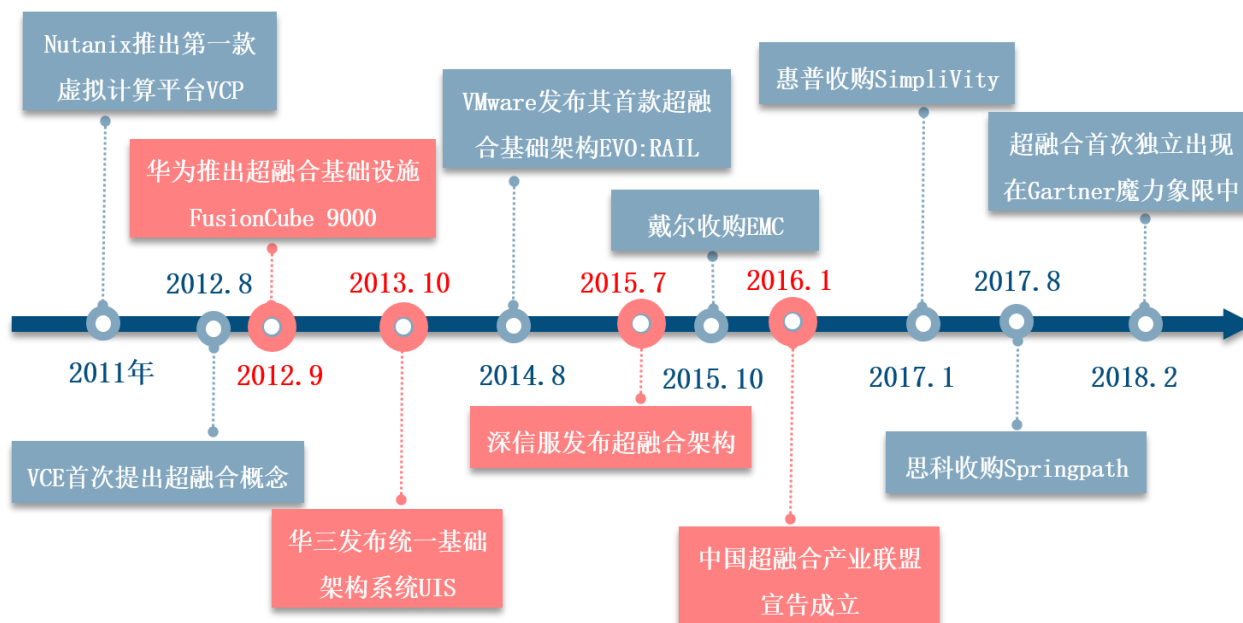 Nutanix推出第一款
虚拟计算平台VCP
华为推出超融合基础设施
FusionCube 9000
VMware发布其首款超融
合基础架构EVO:RAIL
戴尔收购EMC
惠普收购SimpliVity
超融合首次独立出现
在Gartner魔力象限中
2012.8
2013.10
2015.7
2016.1
2017.8
2011年
2012.9
2014.8
2015.10
2017.1
2018.2
VCE首次提出超融合概念
华三发布统一基础
架构系统UIS
深信服发布超融合架构
中国超融合产业联盟
宣告成立
思科收购Springpath